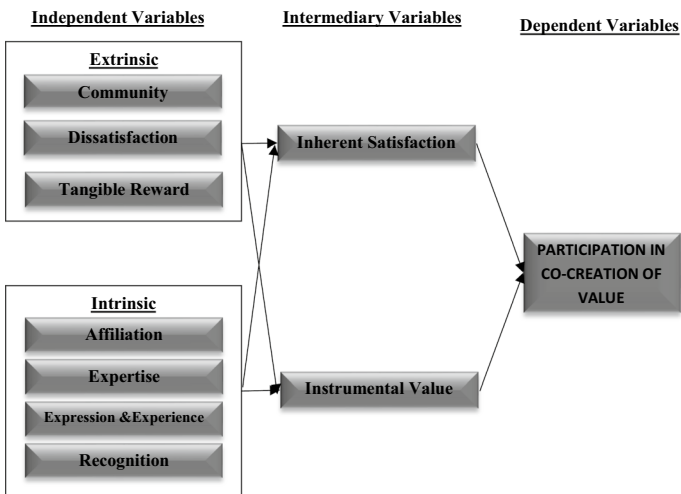 Independent Variables
Intermediary Variables
Dependent Variables
Extrinsic
Community
Dissatisfaction
Tangible Reward
Inherent Satisfaction
PARTICIPATION IN
CO-CREATION OF
VALUE
Intrinsic
Affiliation
Expertise
Expression &Experience
Recognition
Instrumental Value